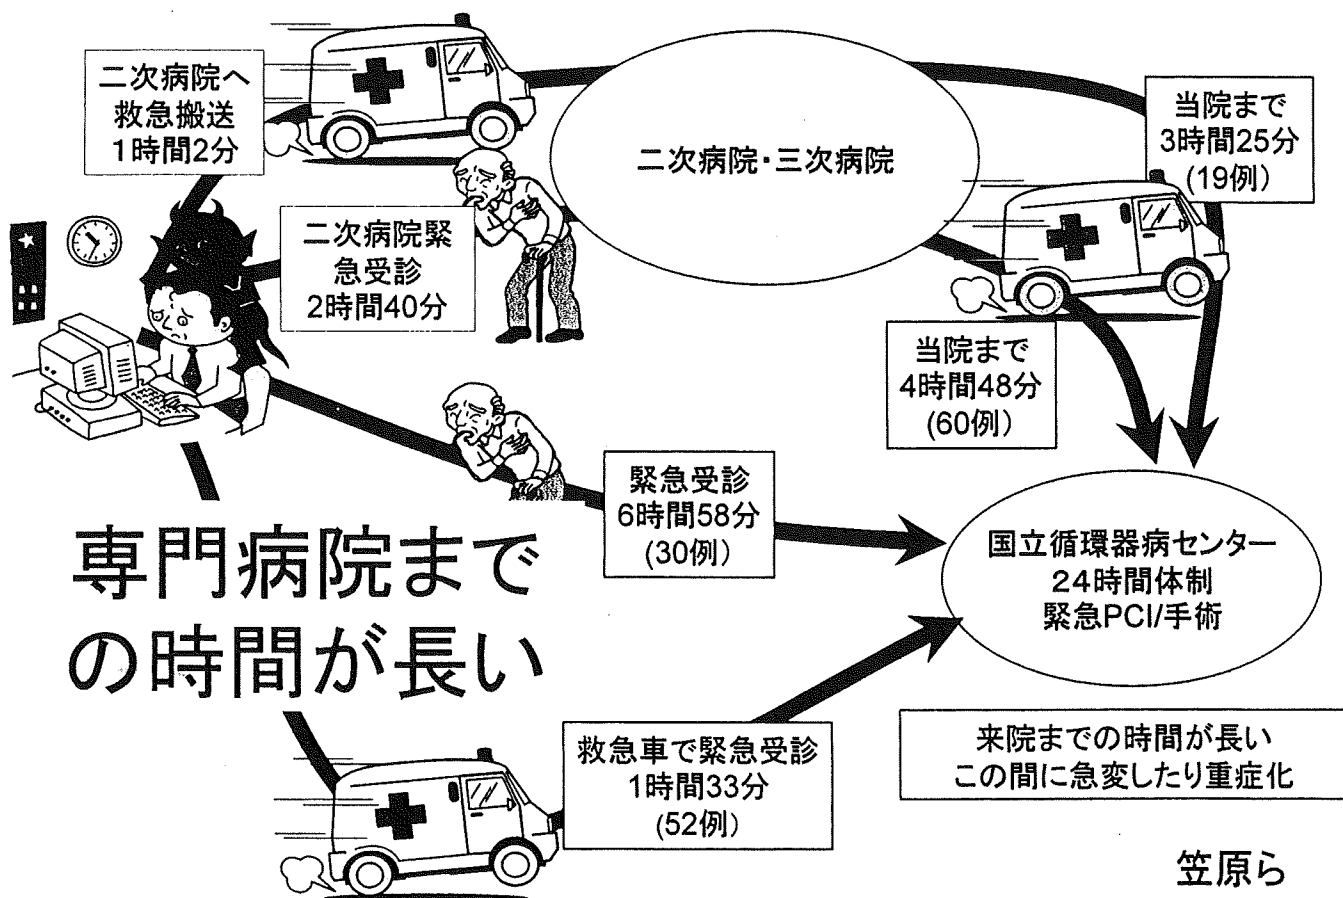 二次病院へ
救急搬送
1時間2分
二次病院・三次病院
当院まで
3時間25分
(19例)
二次病院緊
急受診
2時間40分
当院まで
4時間48分
(60例)
緊急受診
6時間58分
(30例)
国立循環器病センター
24時間体制
緊急PCI/手術
専門病院まで
の時間が長い
救急車で緊急受診
1時間33分
(52例)
来院までの時間が長い
この間に急変したり重症化
笠原ら